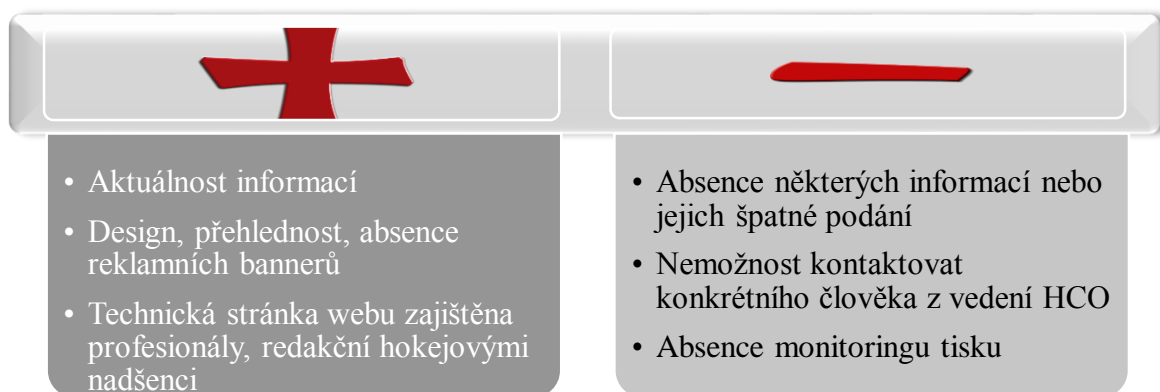 • Aktuálnost informací
• Design, přehlednost, absence
reklamních bannerů
• Technická stránka webu zajištěna
profesionály, redakční hokejovými
nadšenci
• Absence některých informací nebo
jejich špatné podání
• Nemožnost kontaktovat
konkrétního člověka z vedení HCO
• Absence monitoringu tisku